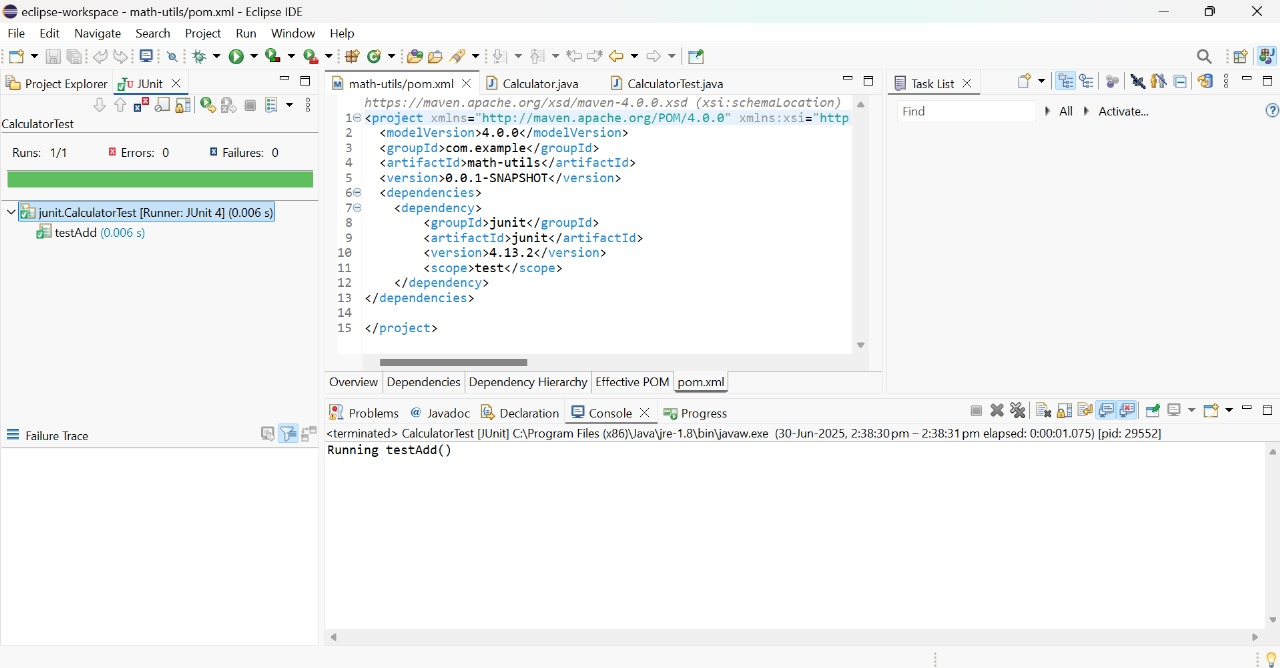 eclipse-workspace - math-utils/pom.xml - Eclipse IDE
File Edit Navigate Search Project Run Window Help
Project Explorer JUnit
CalculatorTest
Runs: 1/1 Errors: 0 Failures: 0
junit.CalculatorTest [Runner: JUnit 4] (0.006 s)
testAdd (0.006 s)
Failure Trace
math-utils/pom.xml Calculator.java CalculatorTest.java
https://maven.apache.org/xsd/maven-4.0.0.xsd (xsi:schemaLocation)
1 <project xmlns="http://maven.apache.org/POM/4.0.0" xmlns:xsi="http
2 <modelVersion>4.0.0</modelVersion>
3 <groupId>com.example</groupId>
4 <artifactId>math-utils</artifactId>
5 <version>0.0.1-SNAPSHOT</version>
6 <dependencies>
7 <dependency>
8 <groupId>junit</groupId>
9 <artifactId>junit</artifactId>
10 <version>4.13.2</version>
11 <scope>test</scope>
12 </dependency>
13 </dependencies>
14
15 </project>
Overview Dependencies Dependency Hierarchy Effective POM pom.xml
Task List
Find All Activate...
Problems Javadoc Declaration Console Progress
<terminated> CalculatorTest [JUnit] C:\Program Files (x86)\Java\jre-1.8\bin\javaw.exe (30-Jun-2025, 2:38:30 pm – 2:38:31 pm elapsed: 0:00:01.075) [pid: 29552]
Running testAdd()